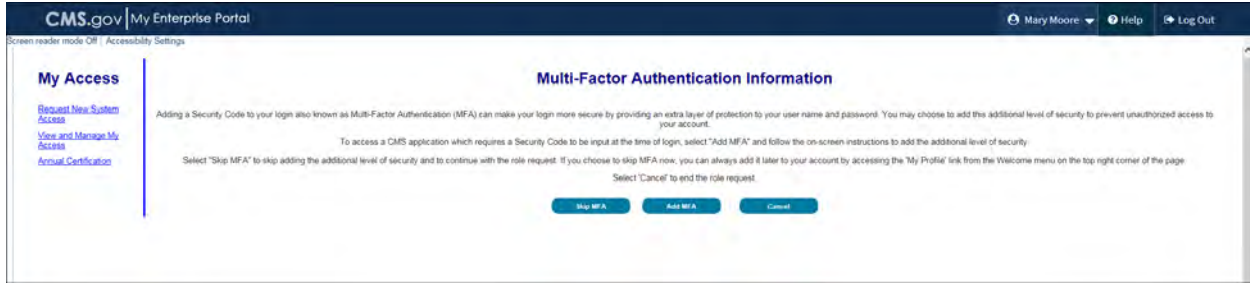 CMS.gov | My Enterprise Portal
Mary Moore
Help
Log Out
Screen reader mode Off | Accessibility Settings
My Access
Request New System
Access
View and Manage My
Access
Annual Certification
Multi-Factor Authentication Information
Adding a Security Code to your login also known as Multi-Factor Authentication (MFA) can make your login more secure by providing an extra layer of protection to your user name and password. You may choose to add this additional level of security to prevent unauthorized access to
your account.
To access a CMS application which requires a Security Code to be input at the time of login, select "Add MFA" and follow the on-screen instructions to add the additional level of security.
Select "Skip MFA" to skip adding the additional level of security and to continue with the role request. If you choose to skip MFA now, you can always add it later to your account by accessing the 'My Profile' link from the Welcome menu on the top right corner of the page.
Select 'Cancel' to end the role request.
Skip MFA
Add MFA
Cancel